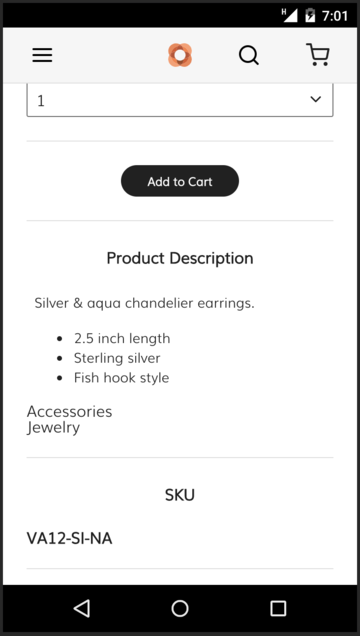 H 7:01
1
Add to Cart
Product Description
Silver & aqua chandelier earrings.
2.5 inch length
Sterling silver
Fish hook style
Accessories
Jewelry
SKU
VA12-SI-NA